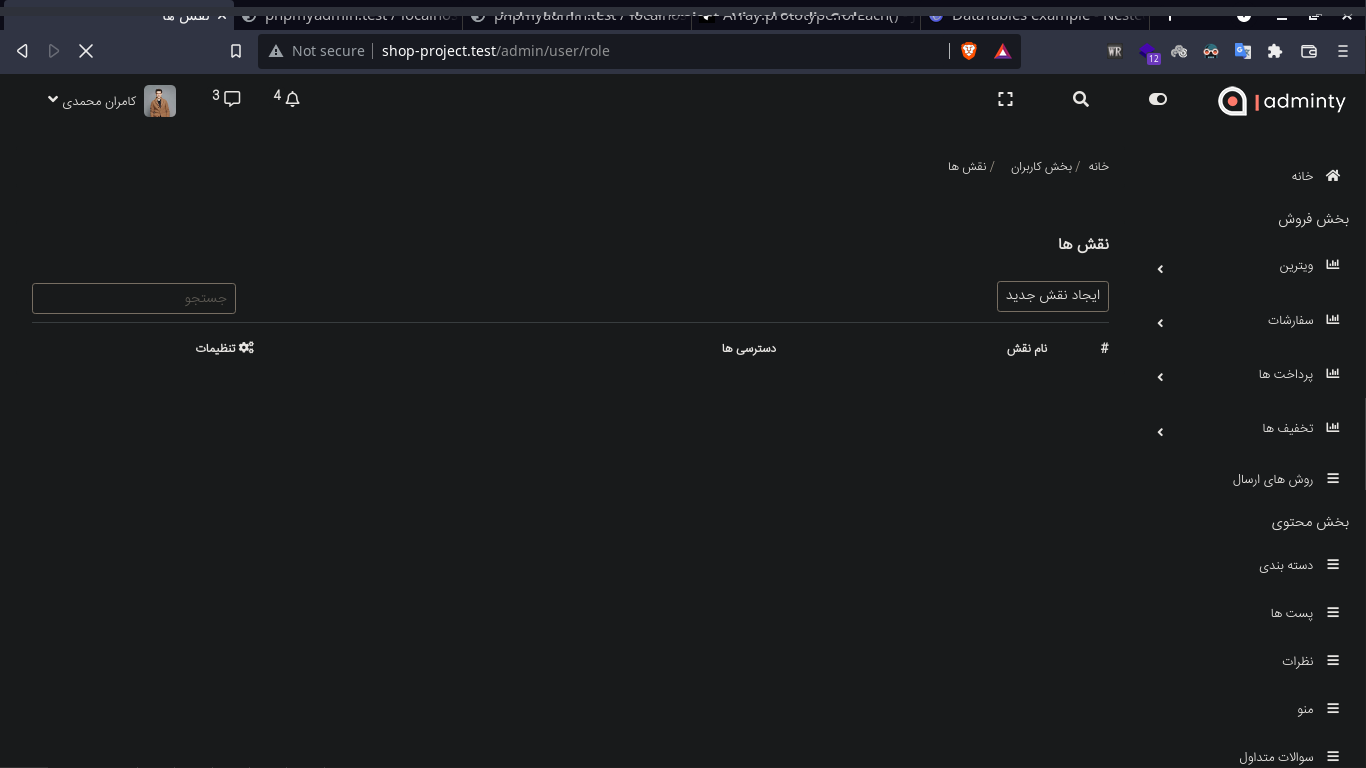 نقش ها
phpmyadmin.test / localhos
phpmyadmin.test / localhos
Array.prototype.forEach()
DataTables example - Neste
Not secure
shop-project.test/admin/user/role
WR
12
adminty
4
3
کامران محمدی
خانه / بخش کاربران / نقش ها
نقش ها
ایجاد نقش جدید
جستجو
#
نام نقش
دسترسی ها
تنظیمات
خانه
بخش فروش
ویترین
سفارشات
پرداخت ها
تخفیف ها
روش های ارسال
بخش محتوی
دسته بندی
پست ها
نظرات
منو
سوالات متداول